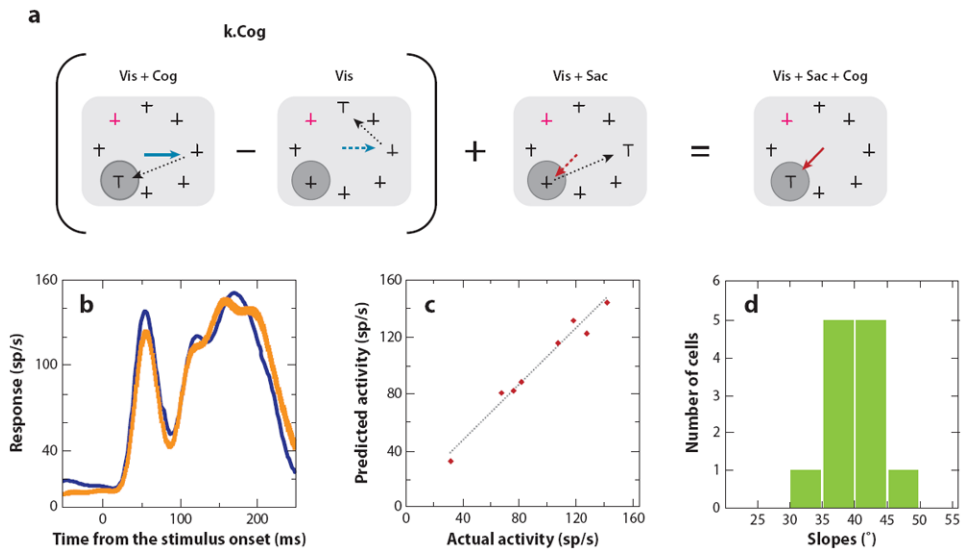 a
k.Cog
Vis + Cog
Vis
Vis + Sac
Vis + Sac + Cog
T
T
T
T
−
+
=
b
Response (sp/s)
160
100
40
0
0
100
200
Time from the stimulus onset (ms)
c
Predicted activity (sp/s)
160
120
80
40
0
0
40
80
120
160
Actual activity (sp/s)
d
Number of cells
6
5
4
3
2
1
0
25
30
35
40
45
50
55
Slopes (°)